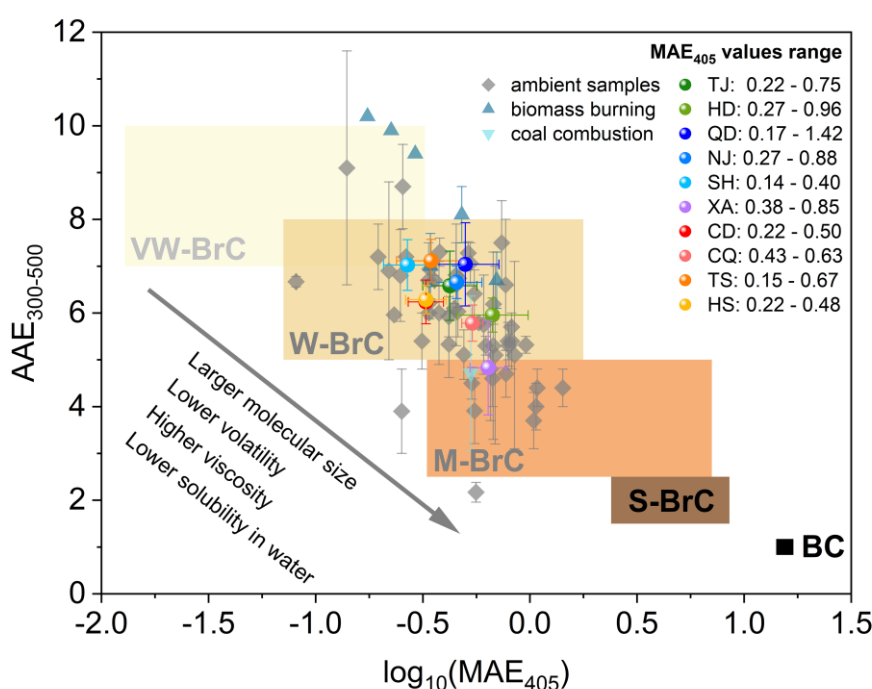 12
10
8
6
4
2
0
AAE300-500
-2.0
-1.5
-1.0
-0.5
0.0
0.5
1.0
1.5
log10(MAE405)
ambient samples
biomass burning
coal combustion
MAE405 values range
TJ: 0.22 - 0.75
HD: 0.27 - 0.96
QD: 0.17 - 1.42
NJ: 0.27 - 0.88
SH: 0.14 - 0.40
XA: 0.38 - 0.85
CD: 0.22 - 0.50
CQ: 0.43 - 0.63
TS: 0.15 - 0.67
HS: 0.22 - 0.48
VW-BrC
W-BrC
M-BrC
S-BrC
BC
Larger molecular size
Lower volatility
Higher viscosity
Lower solubility in water